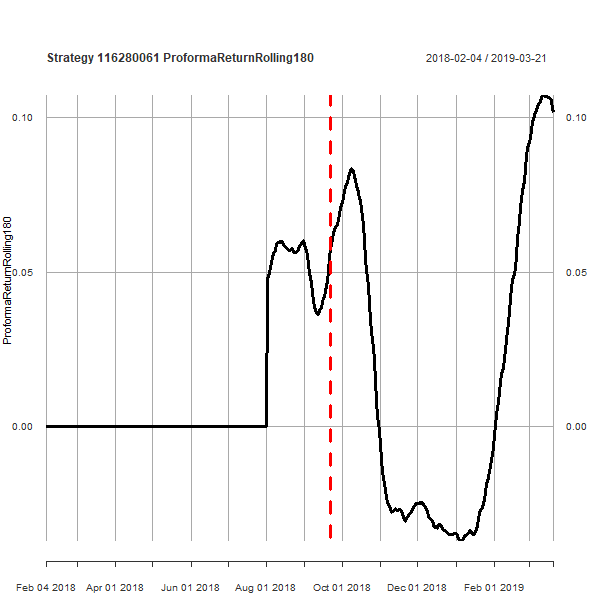 Strategy 116280061 ProformaReturnRolling180
2018-02-04 / 2019-03-21
0.10
0.10
ProformaReturnRolling180
0.05
0.05
0.00
0.00
Feb 04 2018
Apr 01 2018
Jun 01 2018
Aug 01 2018
Oct 01 2018
Dec 01 2018
Feb 01 2019